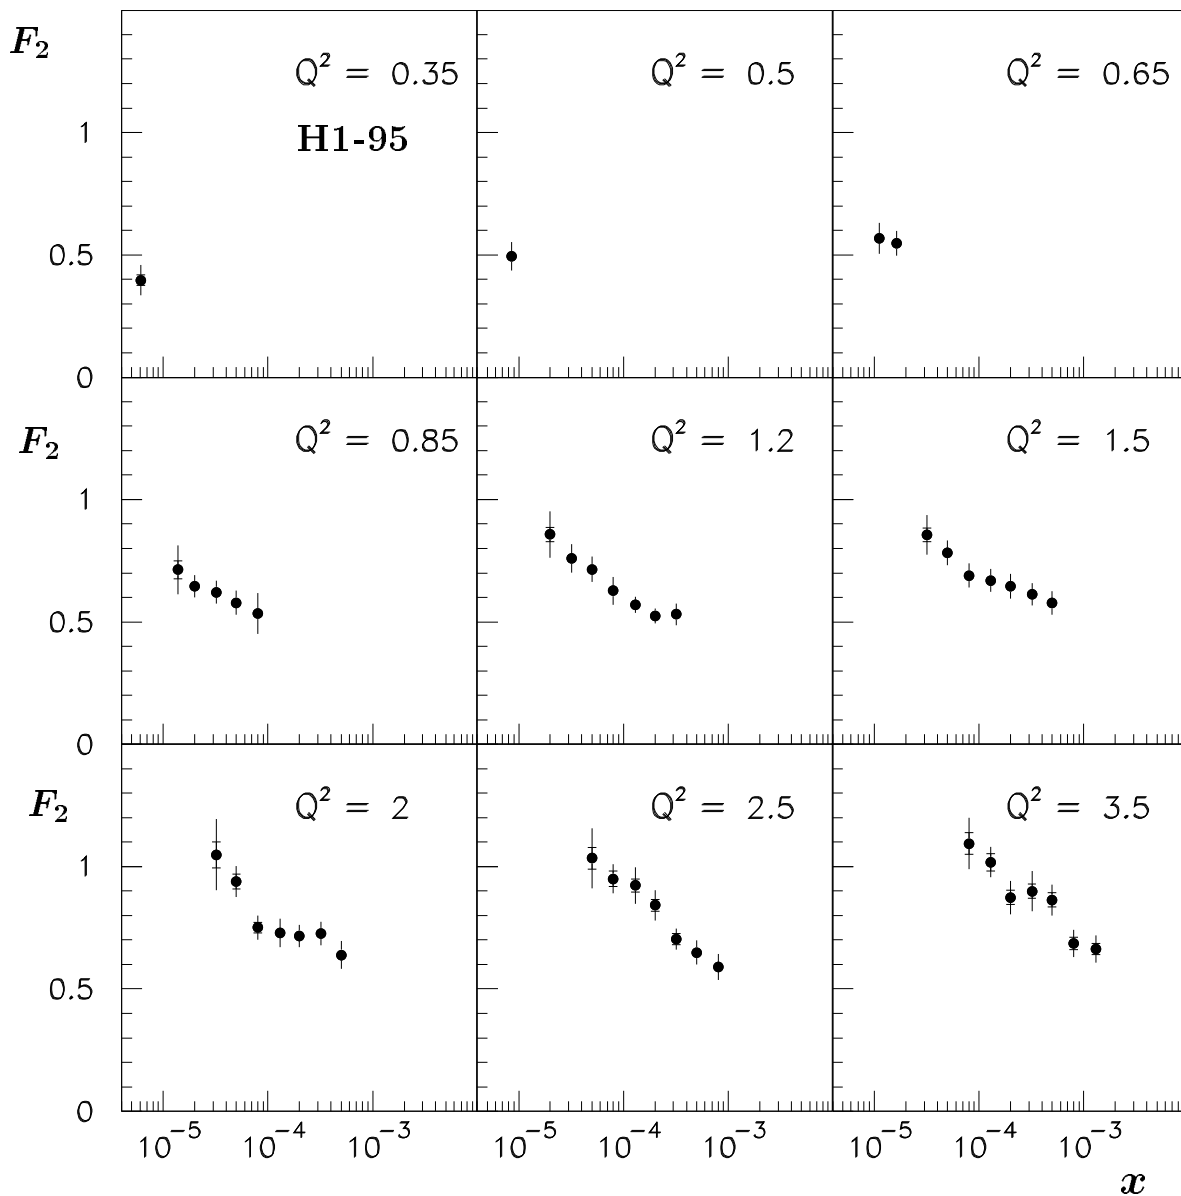 F₂
Q² = 0.35
Q² = 0.5
Q² = 0.65
H1-95
1
0.5
0
F₂
Q² = 0.85
Q² = 1.2
Q² = 1.5
1
0.5
0
F₂
Q² = 2
Q² = 2.5
Q² = 3.5
1
0.5
0
10⁻⁵ 10⁻⁴ 10⁻³ 10⁻⁵ 10⁻⁴ 10⁻³ 10⁻⁵ 10⁻⁴ 10⁻³
x